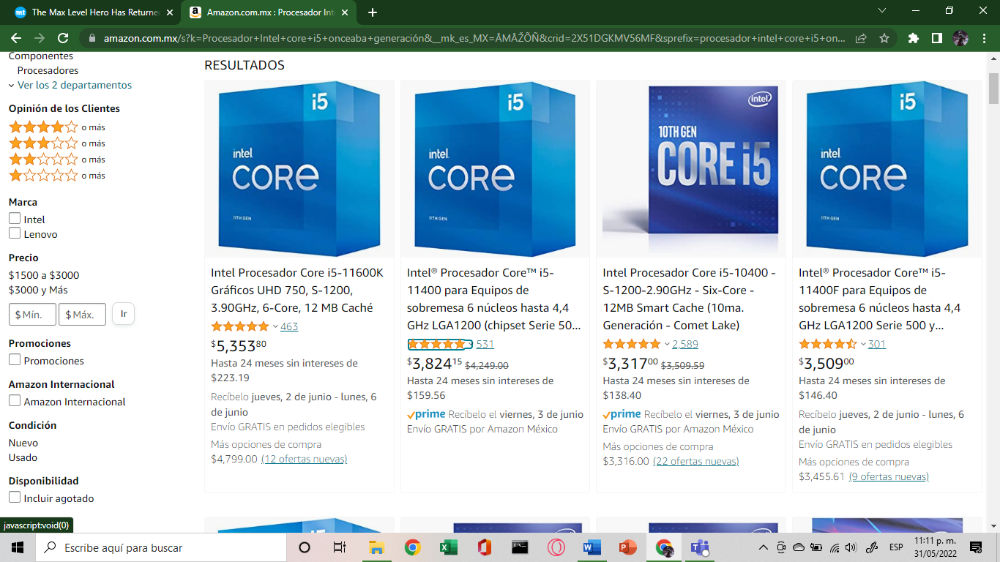 The Max Level Hero Has Returne
Amazon.com.mx : Procesador Int
amazon.com.mx/s?k=Procesador+Intel+core+i5+onceaba+generación&__mk_es_MX=ÅMÅŽÕÑ&crid=2X51DGKMV56MF&sprefix=procesador+intel+core+i5+on...
Componentes
Procesadores
Ver los 2 departamentos
Opinión de los Clientes
o más
o más
o más
o más
Marca
Intel
Lenovo
Precio
$1500 a $3000
$3000 y Más
$ Mín.
$ Máx.
Ir
Promociones
Promociones
Amazon Internacional
Amazon Internacional
Condición
Nuevo
Usado
Disponibilidad
Incluir agotado
javascript:void(0)
RESULTADOS
i5
intel.
CORE
11TH GEN
Intel Procesador Core i5-11600K
Gráficos UHD 750, S-1200,
3.90GHz, 6-Core, 12 MB Caché
463
$5,35380
Hasta 24 meses sin intereses de
$223.19
Recíbelo jueves, 2 de junio - lunes, 6
de junio
Envío GRATIS en pedidos elegibles
Más opciones de compra
$4,799.00 (12 ofertas nuevas)
i5
intel.
CORE
11TH GEN
Intel® Procesador Core™ i5-
11400 para Equipos de
sobremesa 6 núcleos hasta 4,4
GHz LGA1200 (chipset Serie 50...
531
$3,82415 $4,249.00
Hasta 24 meses sin intereses de
$159.56
prime Recíbelo el viernes, 3 de junio
Envío GRATIS por Amazon México
intel
10TH GEN
CORE i5
Intel Procesador Core i5-10400 -
S-1200-2.90GHz - Six-Core -
12MB Smart Cache (10ma.
Generación - Comet Lake)
2,589
$3,31700 $3,509.59
Hasta 24 meses sin intereses de
$138.40
prime Recíbelo el viernes, 3 de junio
Envío GRATIS por Amazon México
Más opciones de compra
$3,316.00 (22 ofertas nuevas)
i5
intel.
CORE
11TH GEN
Intel® Procesador Core™ i5-
11400F para Equipos de
sobremesa 6 núcleos hasta 4,4
GHz LGA1200 Serie 500 y...
301
$3,50900
Hasta 24 meses sin intereses de
$146.40
Recíbelo jueves, 2 de junio - lunes, 6
de junio
Envío GRATIS en pedidos elegibles
Más opciones de compra
$3,455.61 (9 ofertas nuevas)
Escribe aquí para buscar
ESP
11:11 p. m.
31/05/2022